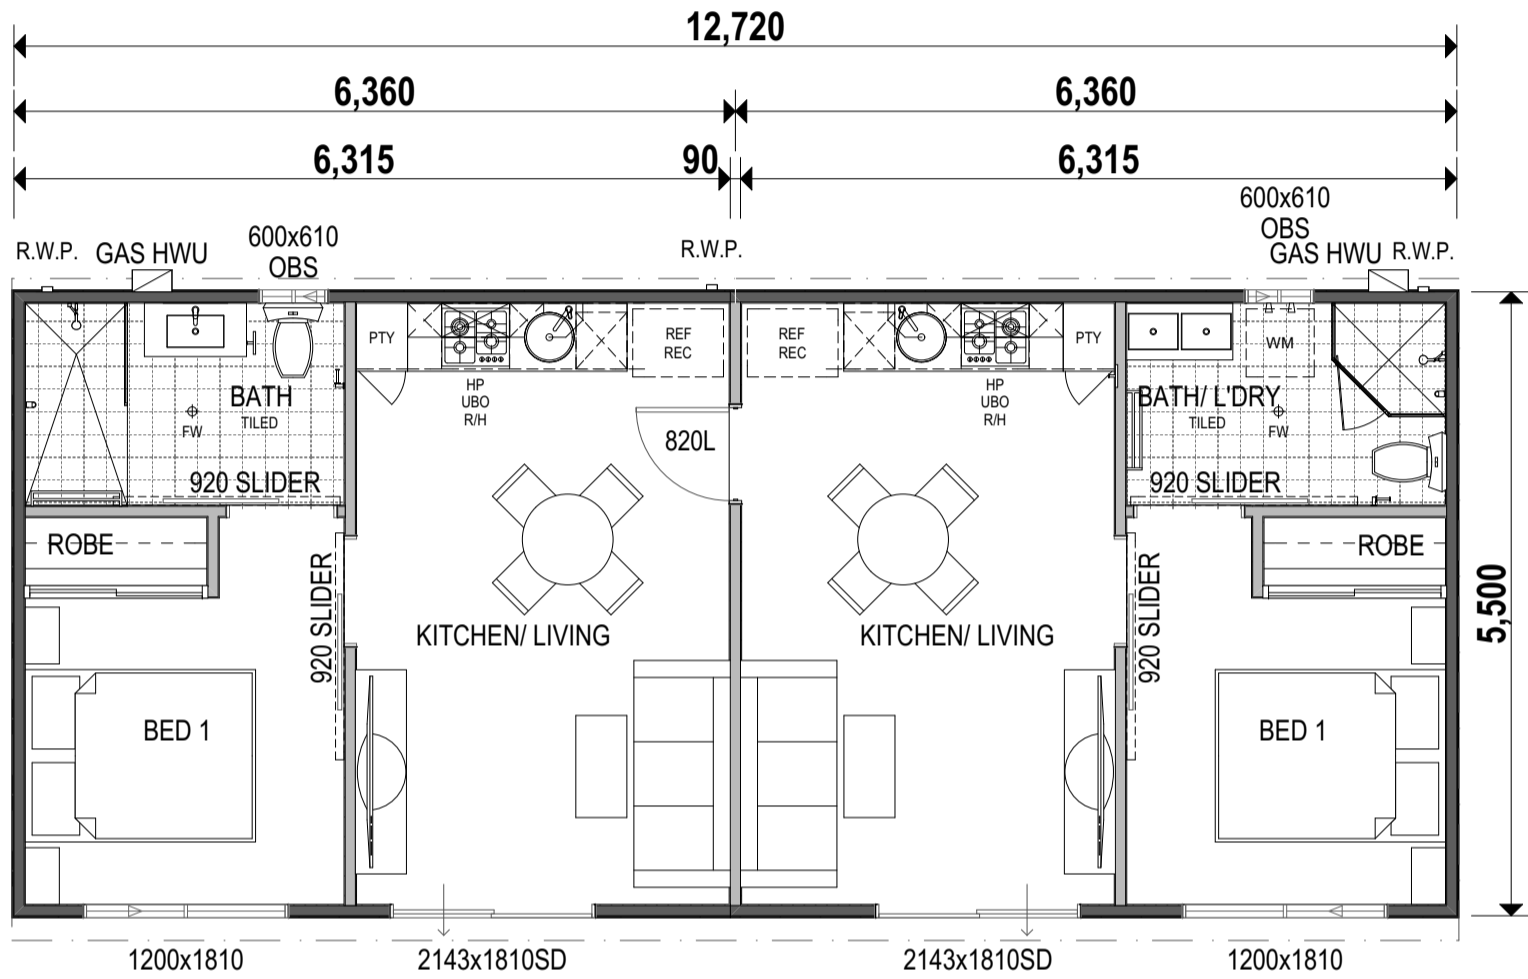 12,720
6,360 6,360
6,315 90 6,315
600x610
OBS
R.W.P. GAS HWU 600x610
OBS R.W.P. GAS HWU R.W.P.
PTY REF
REC REF
REC PTY WM
HP
UBO
R/H HP
UBO
R/H
BATH
TILED
FW
820L
BATH/ L'DRY
TILED
FW
920 SLIDER 920 SLIDER
ROBE ROBE
920 SLIDER 920 SLIDER
5,500
KITCHEN/ LIVING KITCHEN/ LIVING
BED 1 BED 1
1200x1810 2143x1810SD 2143x1810SD 1200x1810